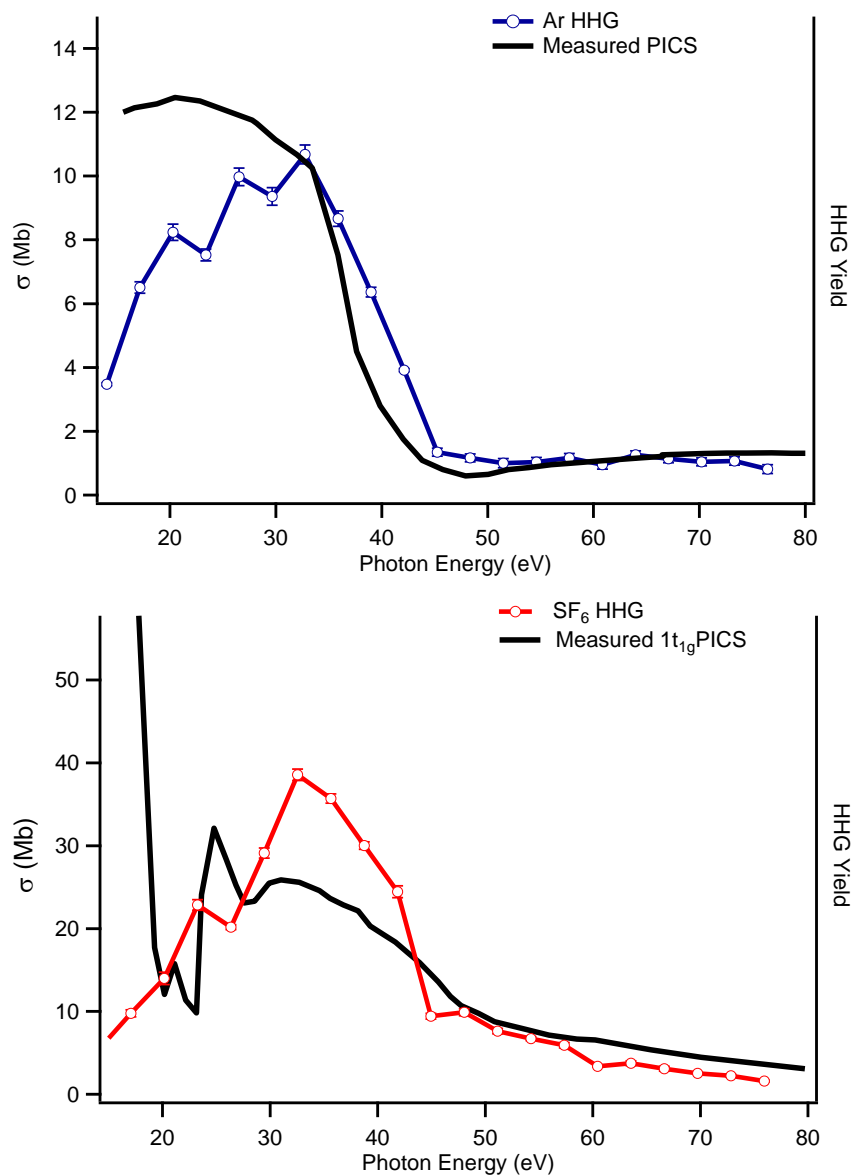 Ar HHG
Measured PICS
14
12
10
8
6
4
2
0
σ (Mb)
HHG Yield
20 30 40 50 60 70 80
Photon Energy (eV)
SF6 HHG
Measured 1t1gPICS
50
40
30
20
10
0
σ (Mb)
HHG Yield
20 30 40 50 60 70 80
Photon Energy (eV)